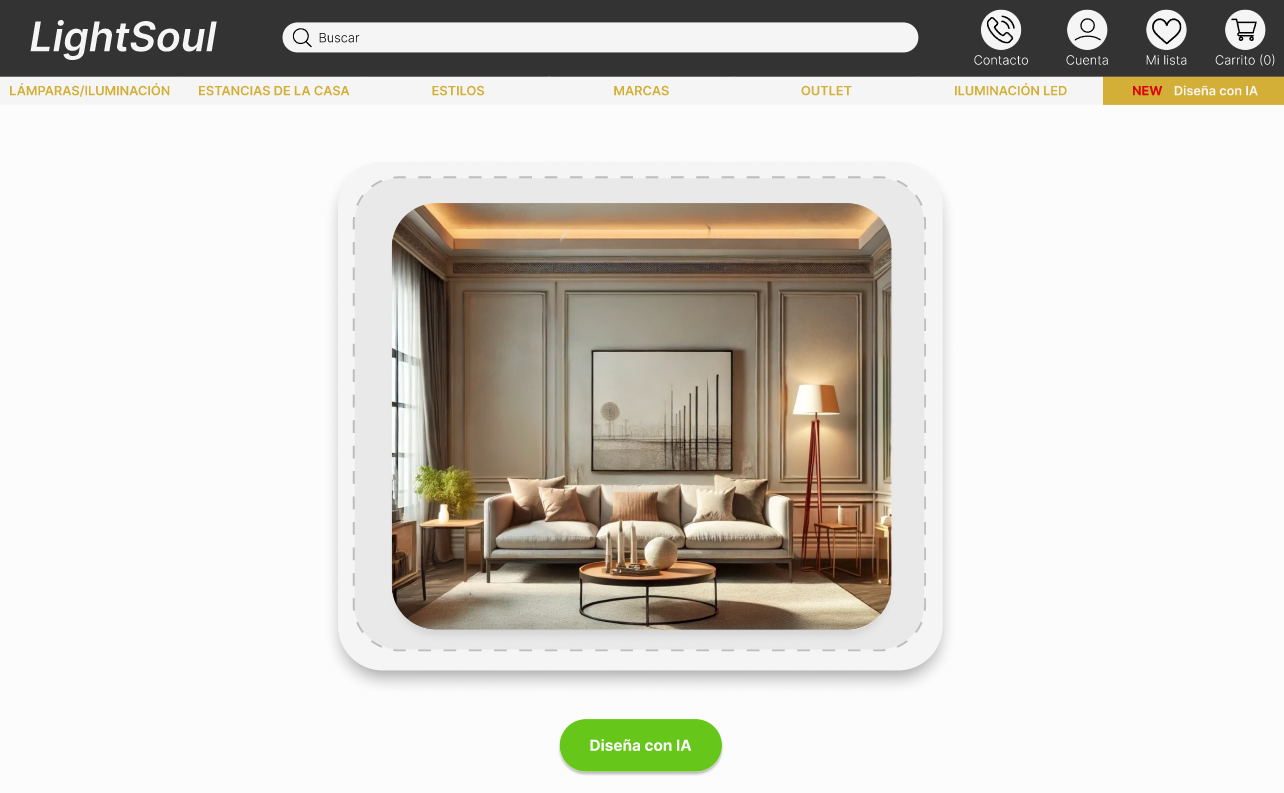 LightSoul
Buscar
Contacto
Cuenta
Mi lista
Carrito (0)
LÁMPARAS/ILUMINACIÓN
ESTANCIAS DE LA CASA
ESTILOS
MARCAS
OUTLET
ILUMINACIÓN LED
NEW Diseña con IA
Diseña con IA